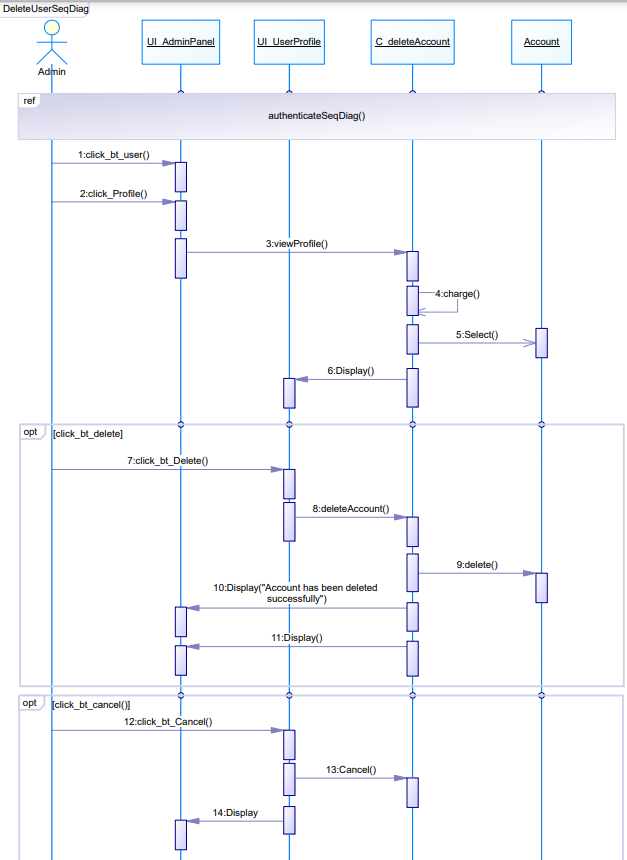 DeleteUserSeqDiag
UI_AdminPanel
UI_UserProfile
C_deleteAccount
Account
Admin
ref
authenticateSeqDiag()
1:click_bt_user()
2:click_Profile()
3:viewProfile()
4:charge()
5:Select()
6:Display()
opt
[click_bt_delete]
7:click_bt_Delete()
8:deleteAccount()
9:delete()
10:Display("Account has been deleted
successfully")
11:Display()
opt
[click_bt_cancel()]
12:click_bt_Cancel()
13:Cancel()
14:Display